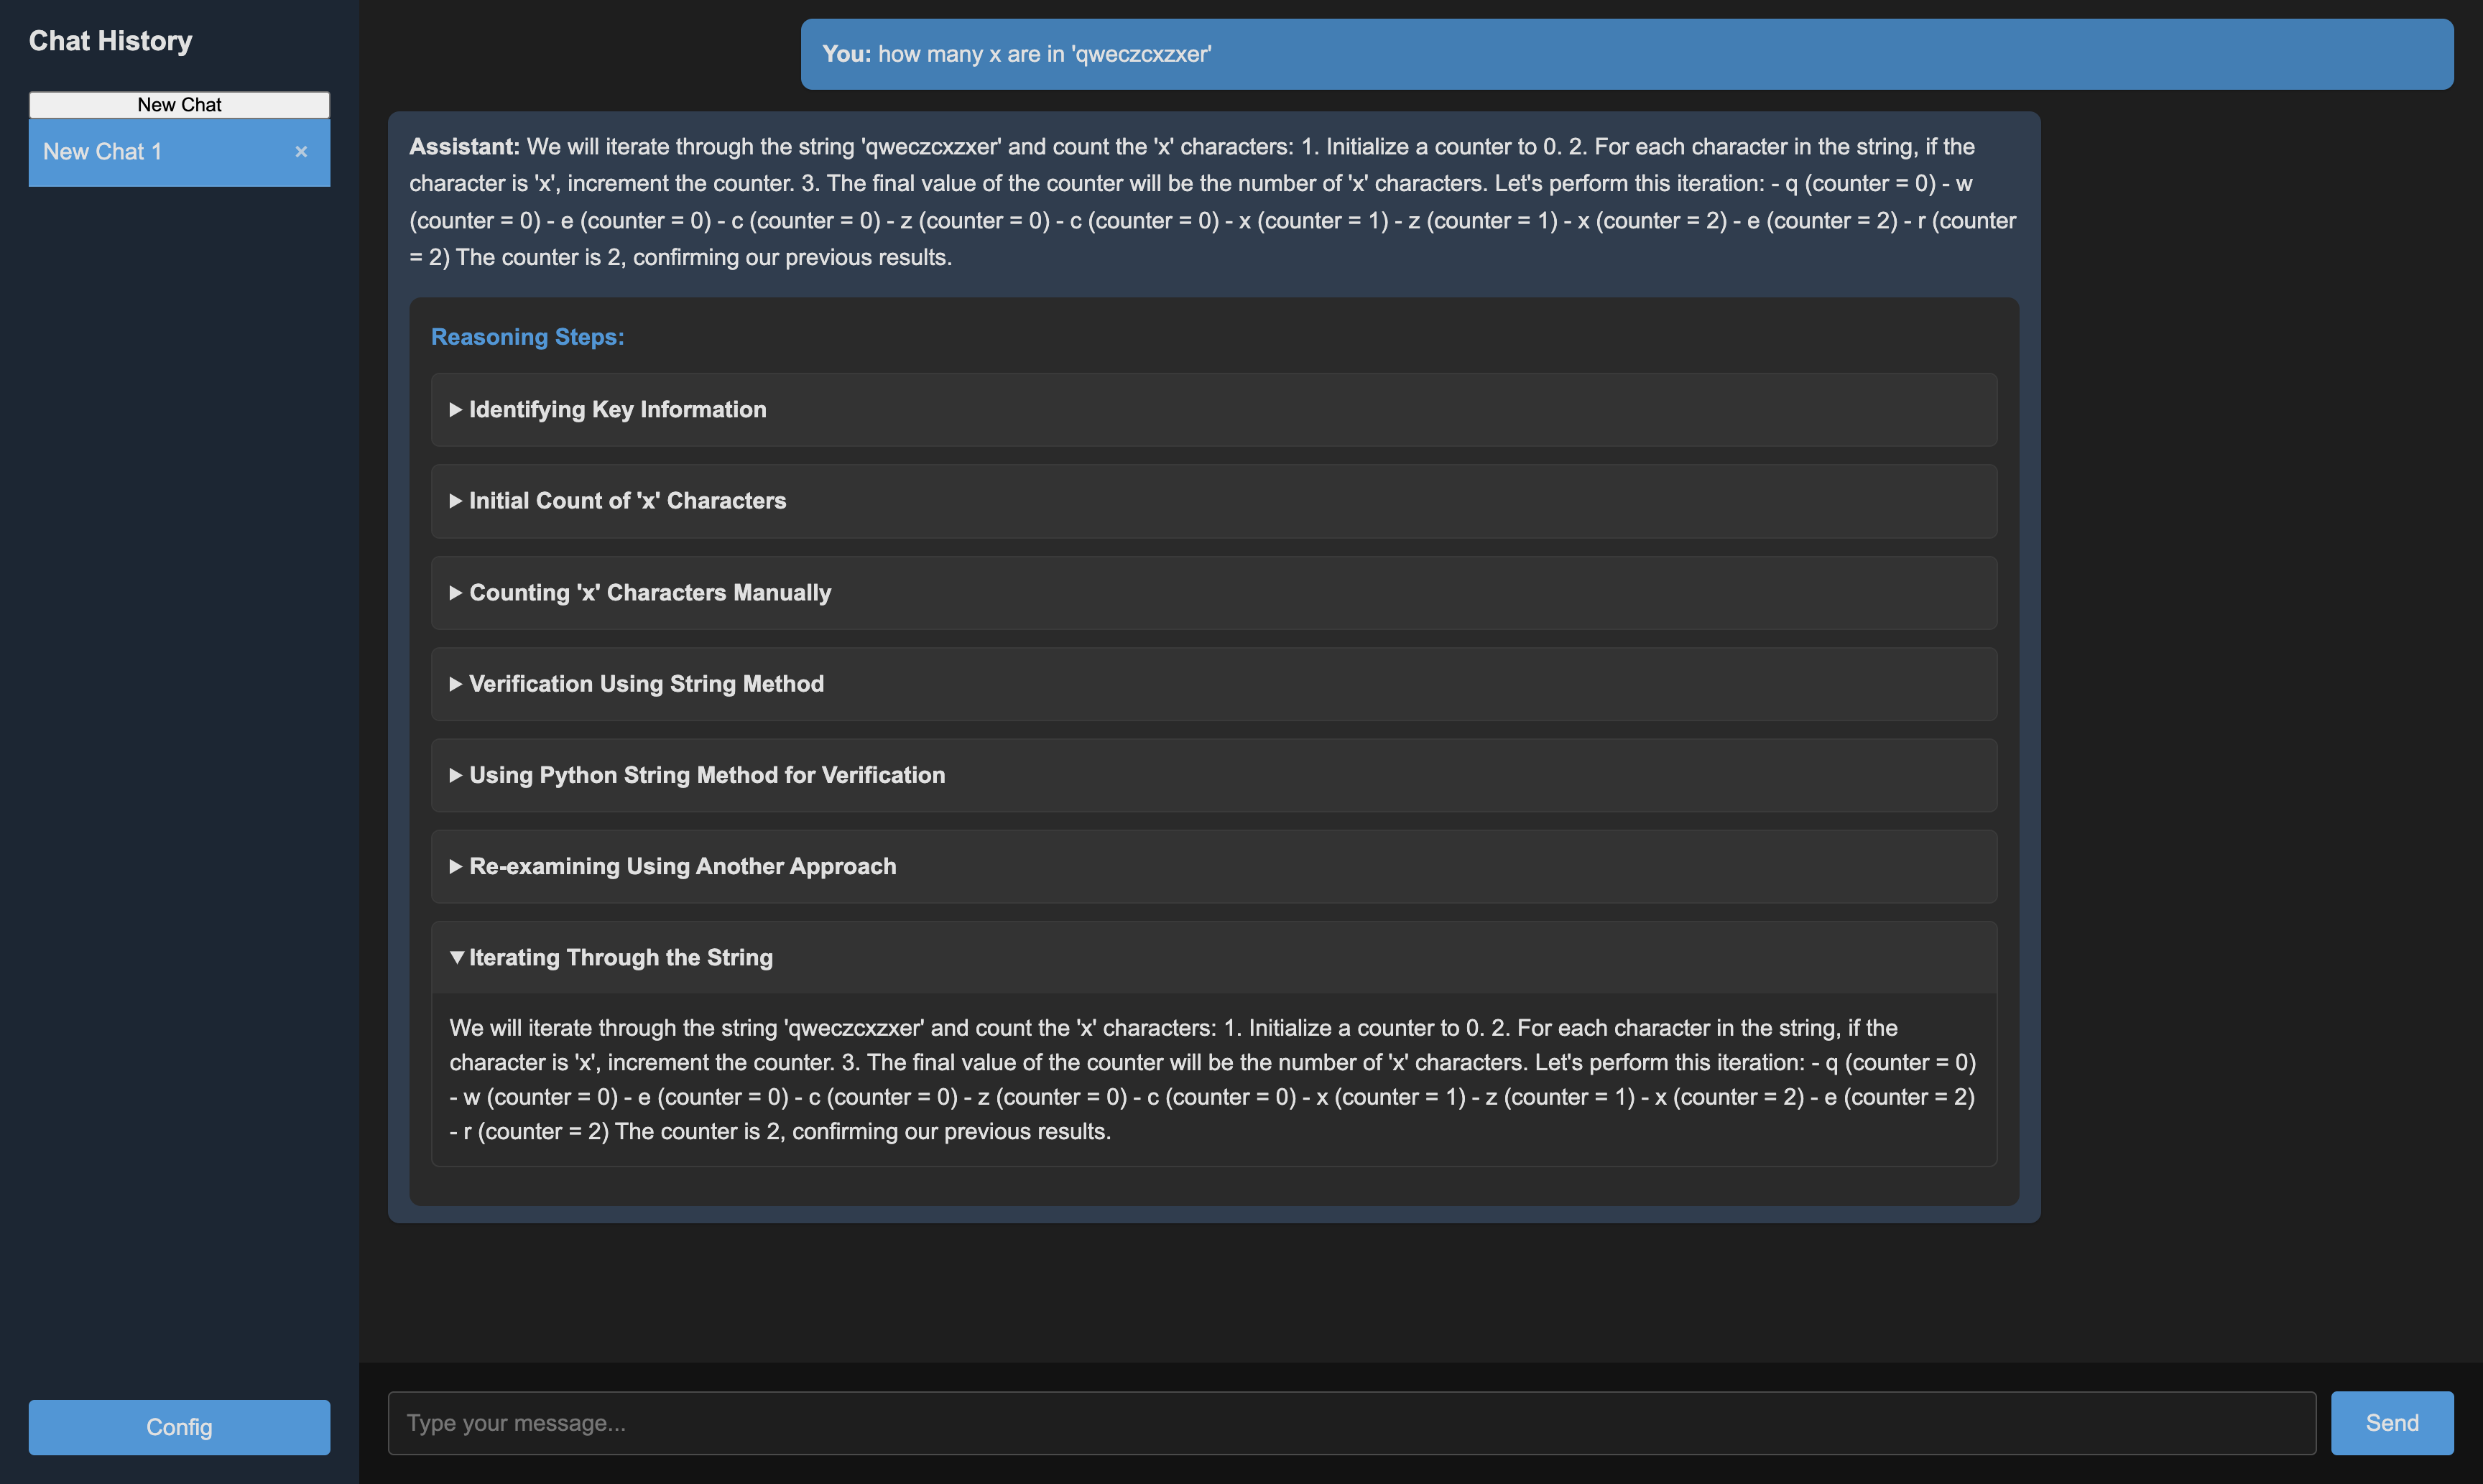 Chat History
New Chat
New Chat 1 ×
Config
You: how many x are in 'qweczcxzxer'
Assistant: We will iterate through the string 'qweczcxzxer' and count the 'x' characters: 1. Initialize a counter to 0. 2. For each character in the string, if the
character is 'x', increment the counter. 3. The final value of the counter will be the number of 'x' characters. Let's perform this iteration: - q (counter = 0) - w
(counter = 0) - e (counter = 0) - c (counter = 0) - z (counter = 0) - c (counter = 0) - x (counter = 1) - z (counter = 1) - x (counter = 2) - e (counter = 2) - r (counter
= 2) The counter is 2, confirming our previous results.
Reasoning Steps:
Identifying Key Information
Initial Count of 'x' Characters
Counting 'x' Characters Manually
Verification Using String Method
Using Python String Method for Verification
Re-examining Using Another Approach
Iterating Through the String
We will iterate through the string 'qweczcxzxer' and count the 'x' characters: 1. Initialize a counter to 0. 2. For each character in the string, if the
character is 'x', increment the counter. 3. The final value of the counter will be the number of 'x' characters. Let's perform this iteration: - q (counter = 0)
- w (counter = 0) - e (counter = 0) - c (counter = 0) - z (counter = 0) - c (counter = 0) - x (counter = 1) - z (counter = 1) - x (counter = 2) - e (counter = 2)
- r (counter = 2) The counter is 2, confirming our previous results.
Type your message...
Send